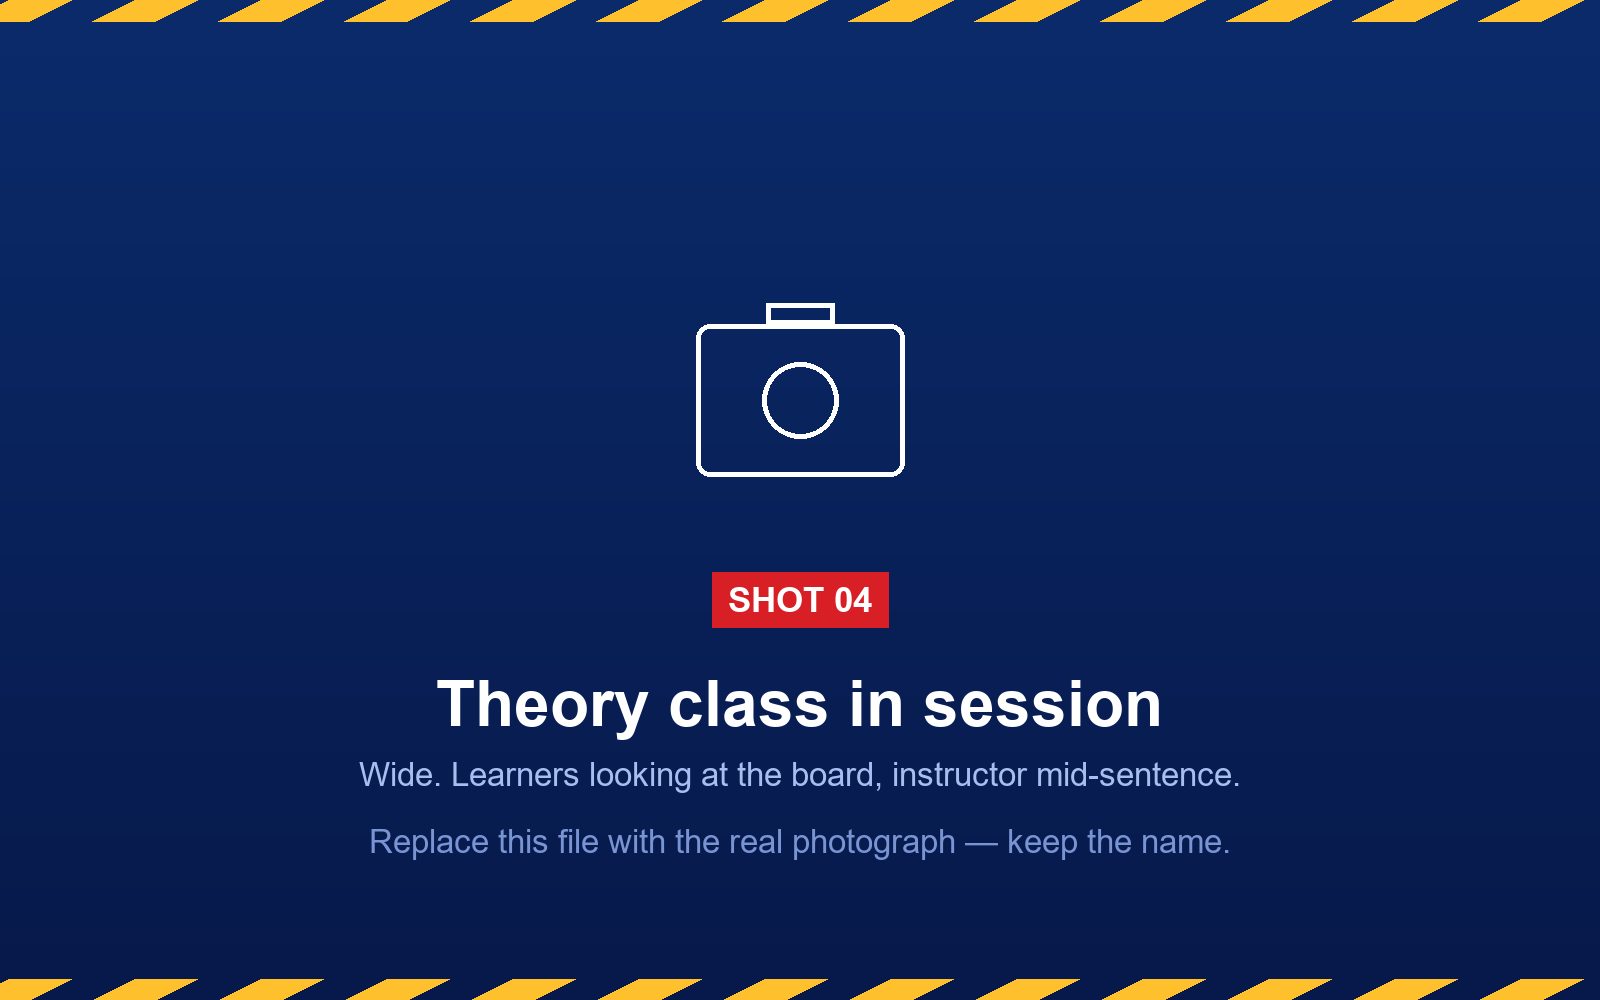 SHOT 04
Theory class in session
Wide. Learners looking at the board, instructor mid-sentence.
Replace this file with the real photograph — keep the name.